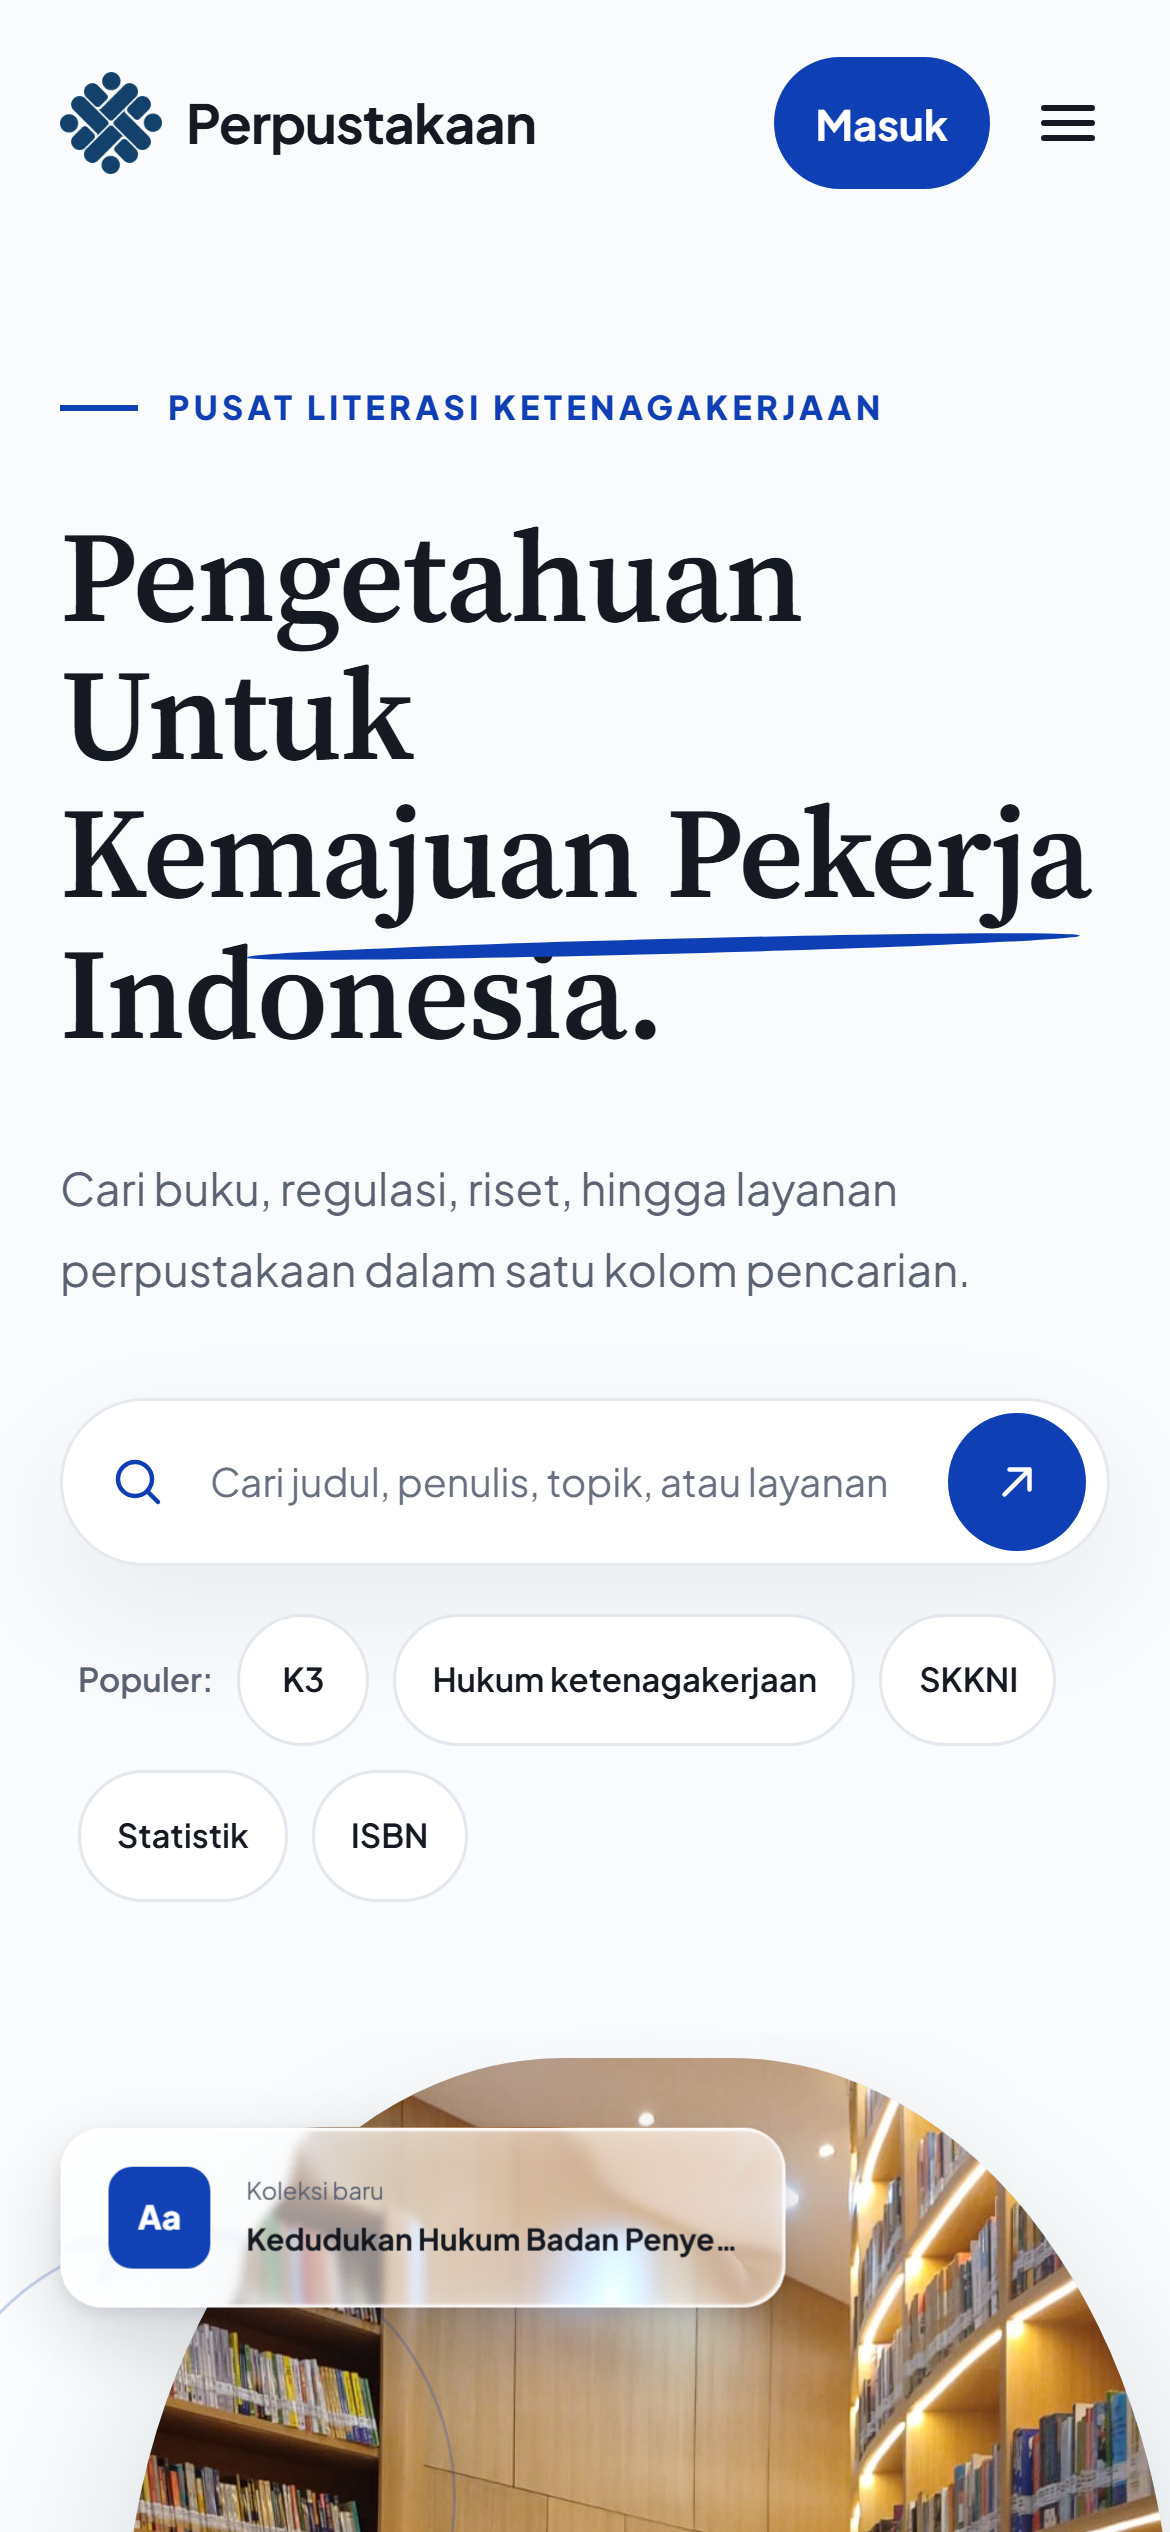 Perpustakaan
Masuk
PUSAT LITERASI KETENAGAKERJAAN
Pengetahuan
Untuk
Kemajuan Pekerja
Indonesia.
Cari buku, regulasi, riset, hingga layanan
perpustakaan dalam satu kolom pencarian.
Cari judul, penulis, topik, atau layanan
Populer:
K3
Hukum ketenagakerjaan
SKKNI
Statistik
ISBN
Aa
Koleksi baru
Kedudukan Hukum Badan Penye...